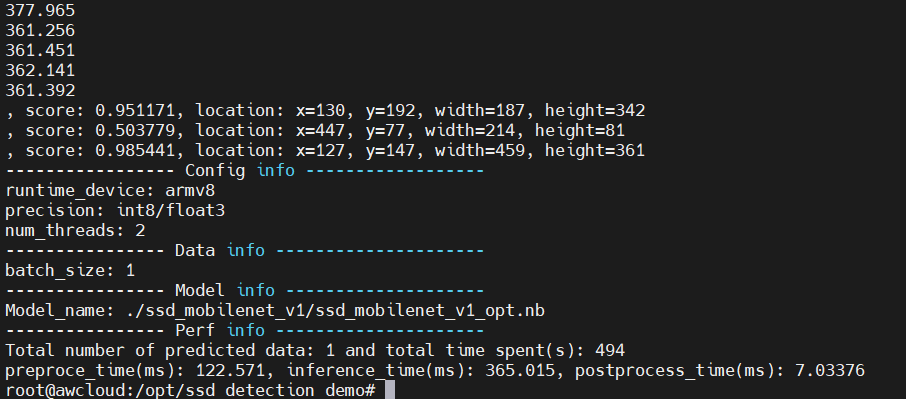 377.965
361.256
361.451
362.141
361.392
, score: 0.951171, location: x=130, y=192, width=187, height=342
, score: 0.503779, location: x=447, y=77, width=214, height=81
, score: 0.985441, location: x=127, y=147, width=459, height=361
----------------- Config info ------------------
runtime_device: armv8
precision: int8/float3
num_threads: 2
---------------- Data info ---------------------
batch_size: 1
---------------- Model info --------------------
Model_name: ./ssd_mobilenet_v1/ssd_mobilenet_v1_opt.nb
---------------- Perf info ---------------------
Total number of predicted data: 1 and total time spent(s): 494
preproce_time(ms): 122.571, inference_time(ms): 365.015, postprocess_time(ms): 7.03376
root@awcloud:/opt/ssd_detection_demo#